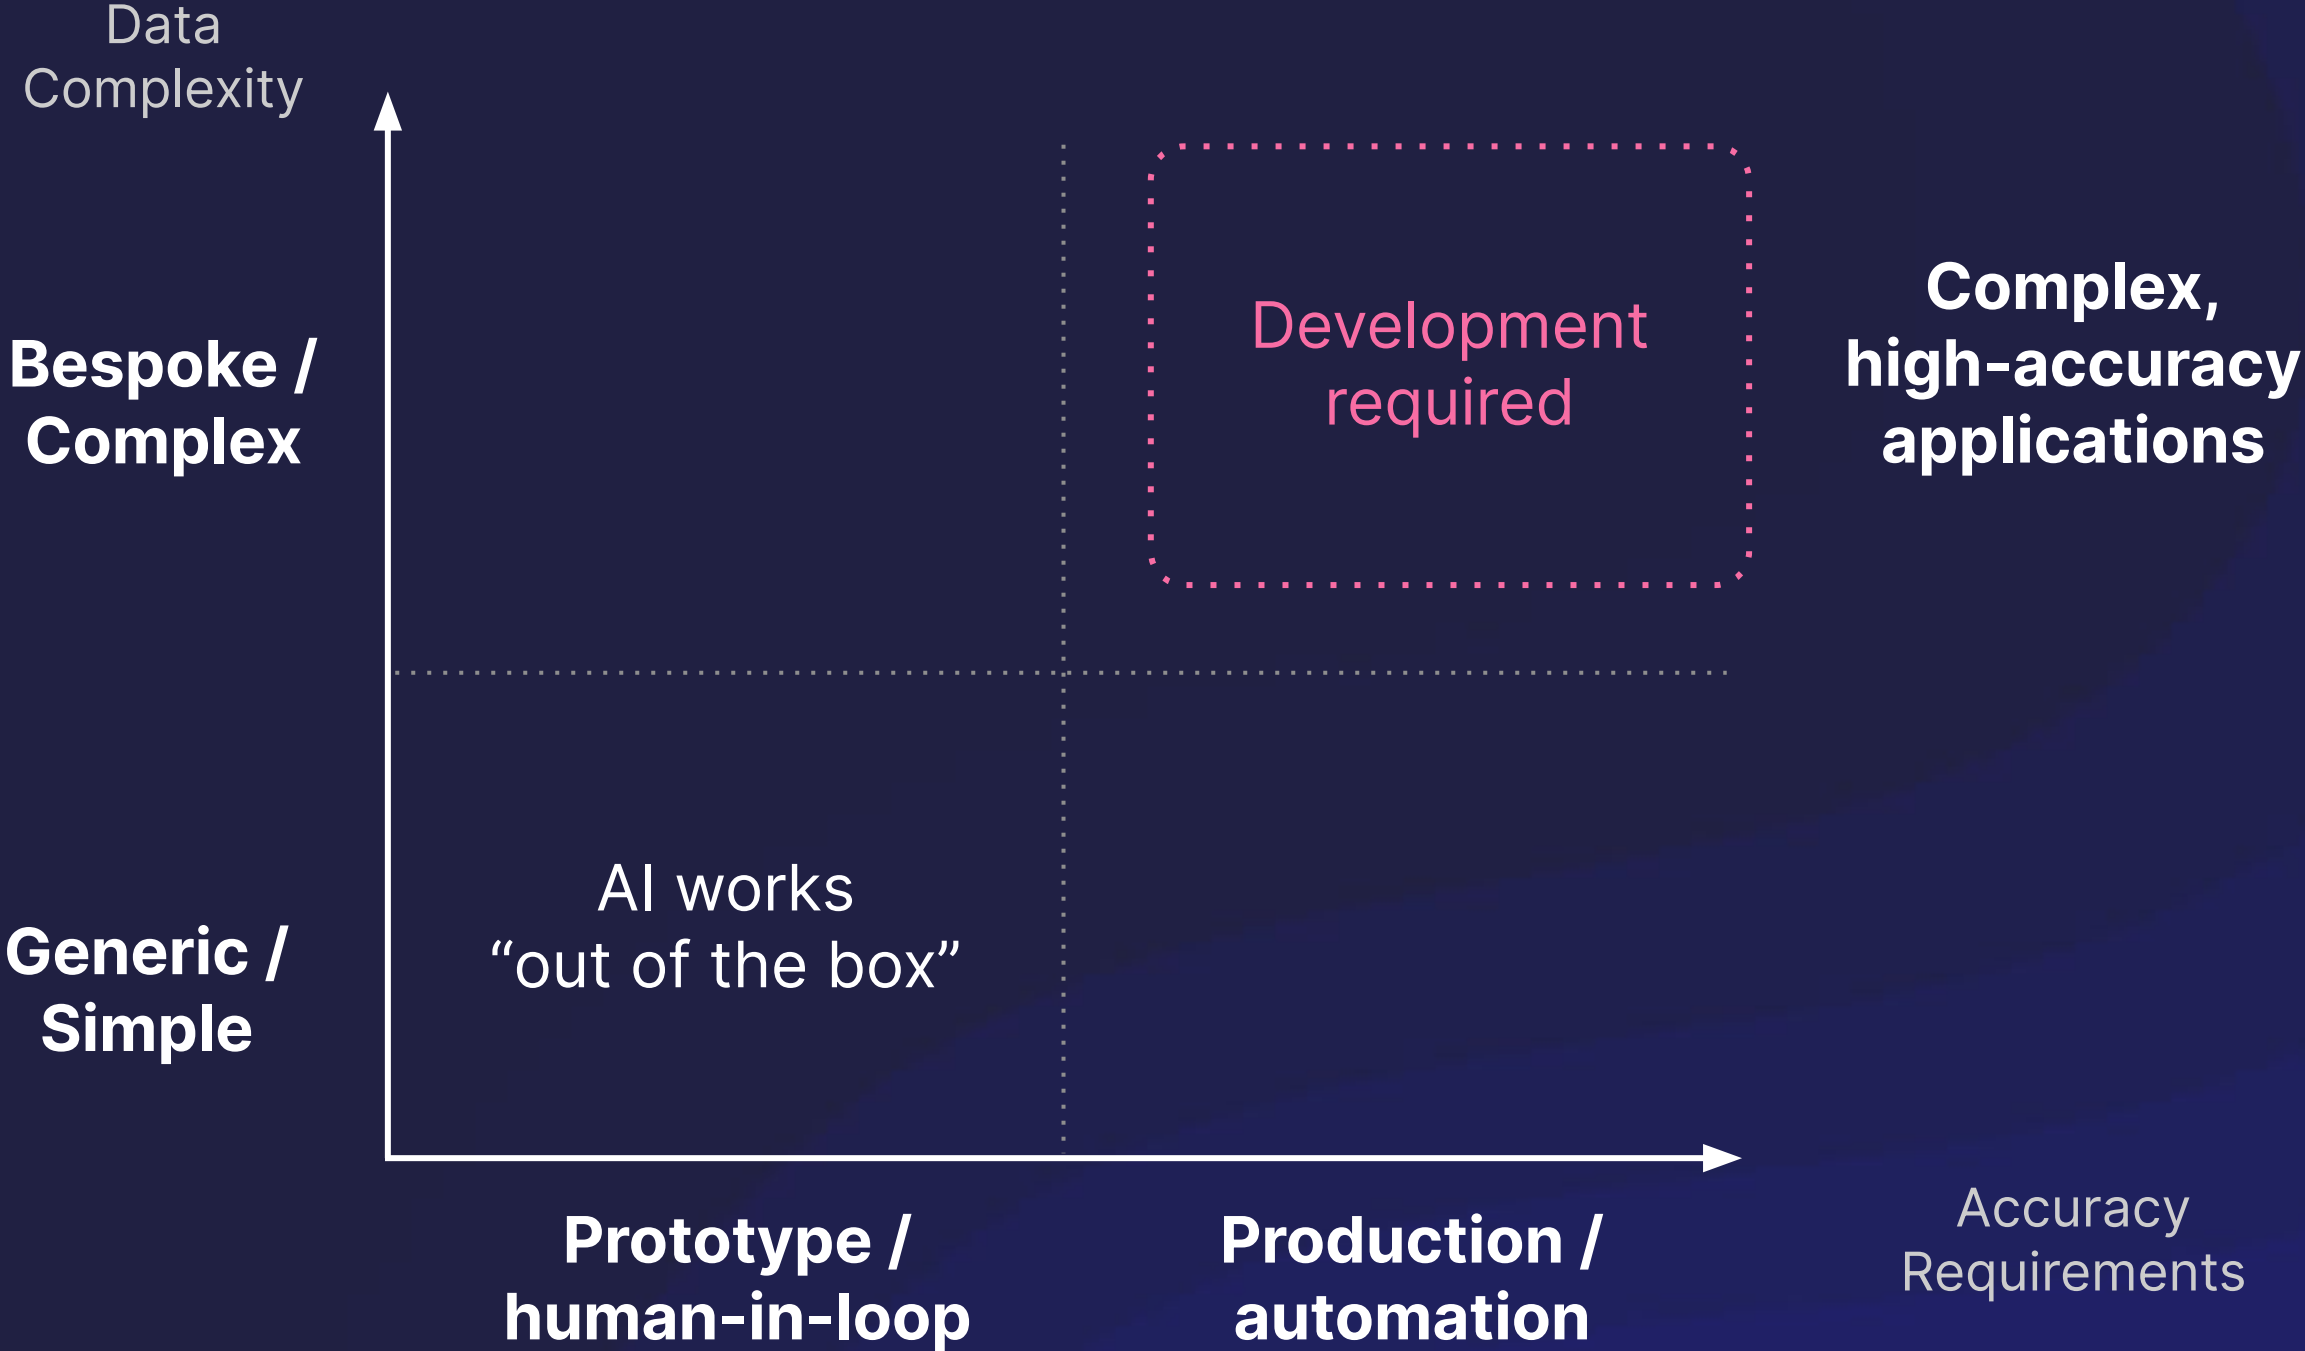 Data
Complexity
Bespoke /
Complex
Development
required
Complex,
high-accuracy
applications
Generic /
Simple
AI works
“out of the box”
Prototype /
human-in-loop
Production /
automation
Accuracy
Requirements